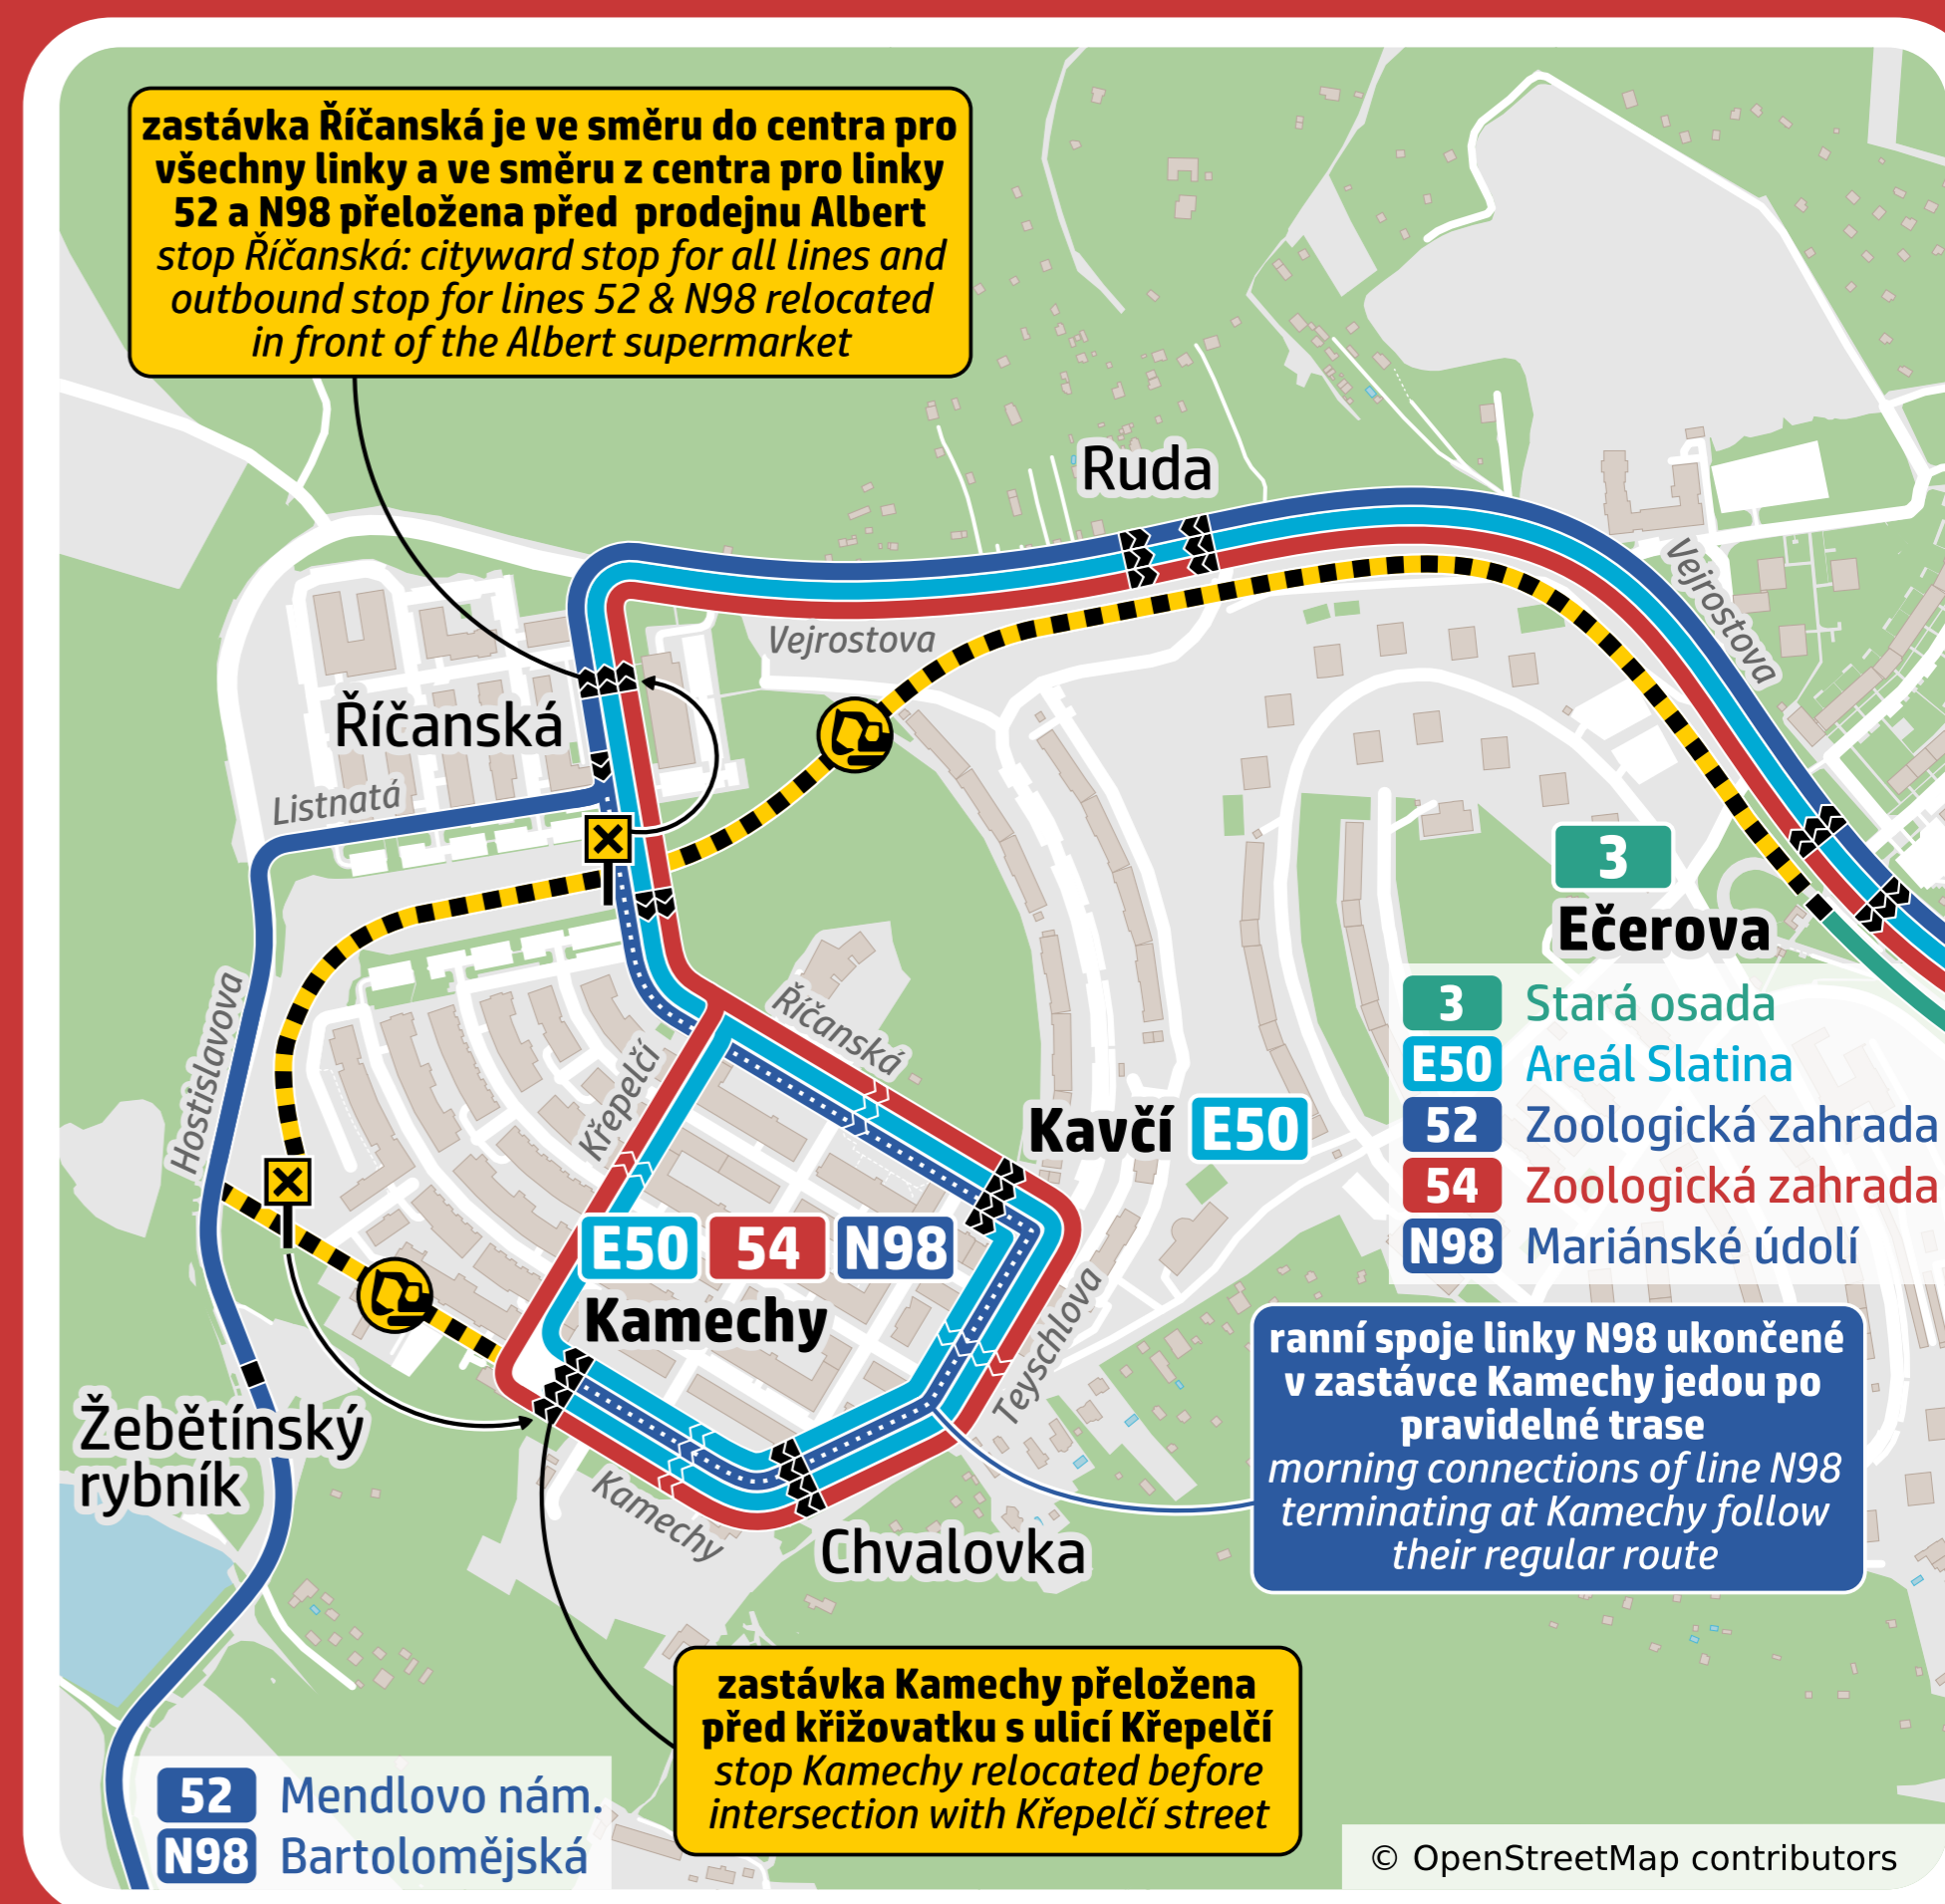 zastávka Říčanská je ve směru do centra pro
všechny linky a ve směru z centra pro linky
52 a N98 přeložena před prodejnu Albert
stop Říčanská: cityward stop for all lines and
outbound stop for lines 52 & N98 relocated
in front of the Albert supermarket
Ruda
Vejrostova
Vejrostova
Říčanská
Listnatá
3
Ečerova
Hostislavova
Říčanská
Křepelčí
3 Stará osada
E50 Areál Slatina
52 Zoologická zahrada
54 Zoologická zahrada
N98 Mariánské údolí
Kavčí E50
E50 54 N98
Kamechy
Teyschlova
ranní spoje linky N98 ukončené
v zastávce Kamechy jedou po
pravidelné trase
morning connections of line N98
terminating at Kamechy follow
their regular route
Žebětínský
rybník
Kamechy
Chvalovka
zastávka Kamechy přeložena
před křižovatku s ulicí Křepelčí
stop Kamechy relocated before
intersection with Křepelčí street
52 Mendlovo nám.
N98 Bartolomějská
© OpenStreetMap contributors